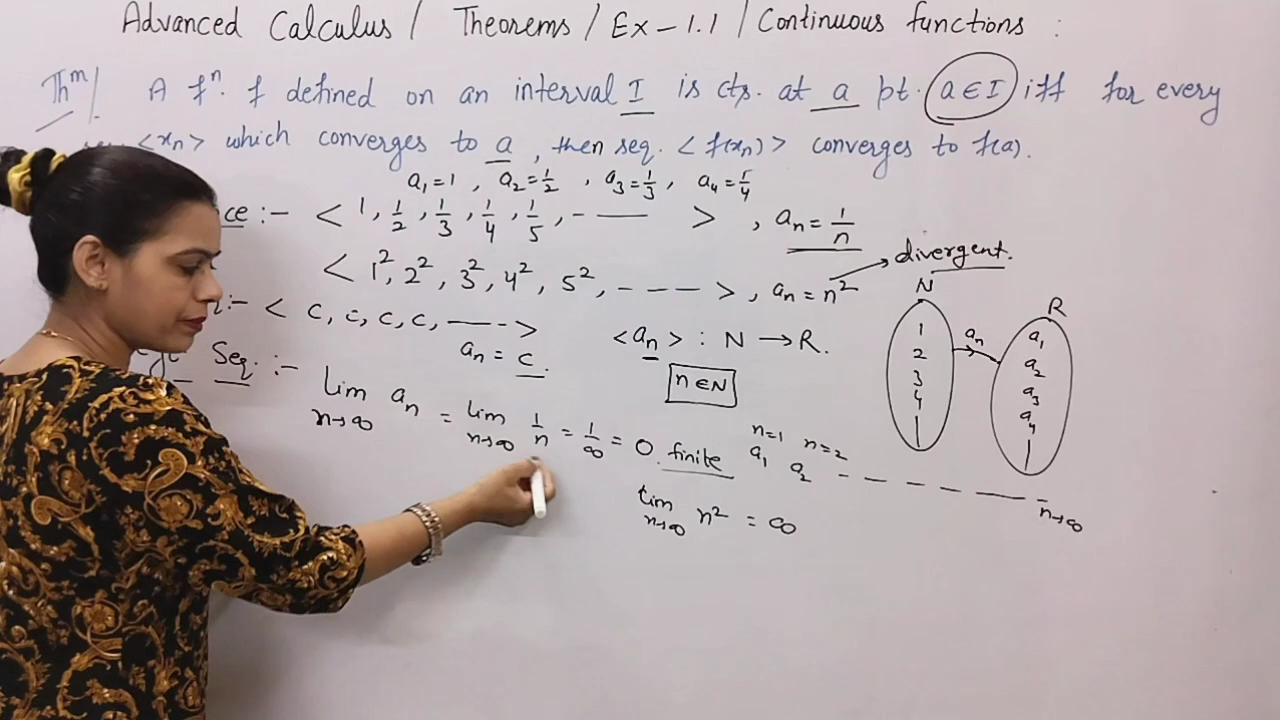 Advanced Calculus / Theorems / Ex-1.1 / Continuous functions :
Thm/ A fn. f defined on an interval I is cts. at a pt. a ∈ I iff for every
<xn> which converges to a, then seq. < f(xn) > converges to f(a).
a1=1, a2=1/2, a3=1/3, a4=1/4
ce :- < 1, 1/2, 1/3, 1/4, 1/5, - —— >, an = 1/n
< 1², 2², 3², 4², 5², - - - - >, an = n² → divergent.
:- < c, c, c, c, —— - >
an = c.
<an> : N → R.
n ∈ N
N R
1 a1
2 an a2
3 a3
4 a4
Seq. :- lim n→∞ an = lim n→∞ 1/n = 1/∞ = 0. finite
n=1 n=2
a1 a2 - - - - - - - n→∞
lim n→∞ n² = ∞